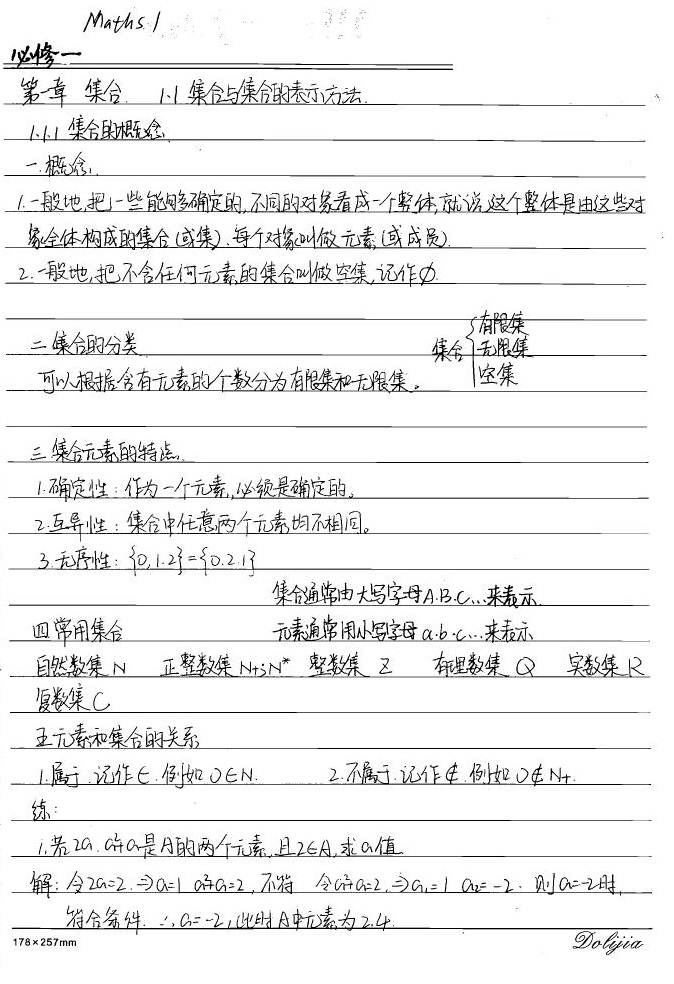 Maths 1
必修一
第一章 集合. 1.1 集合与集合的表示方法.
1.1.1 集合的概念
一.概念.
1.一般地,把一些能够确定的,不同的对象看成一个整体,就说这个整体是由这些对
象全体构成的集合(或集).每个对象叫做元素(或成员).
2.一般地,把不含任何元素的集合叫做空集,记作∅.
二 集合的分类
集合{有限集
无限集
空集
可以根据含有元素的个数分为有限集和无限集。
三 集合元素的特点.
1.确定性:作为一个元素,必须是确定的。
2.互异性:集合中任意两个元素均不相同。
3.无序性:{0,1.2}={0.2.1}
集合通常由大写字母A.B.C...来表示.
四 常用集合 元素通常用小写字母a.b.c...来表示
自然数集N 正整数集N+;N* 整数集 Z 有理数集 Q 实数集R
复数集C
五 元素和集合的关系
1.属于.记作∈.例如0∈N. 2.不属于.记作∉.例如0∉N+.
练:
1.若2a. a²+a是A的两个元素,且2∈A,求a值
解:令2a=2.⇒a=1 a²+a=2,不符 令a²+a=2,⇒a₁=1 a₂=-2. 则a=-2时,
符合条件.∴a=-2,此时A中元素为2.-4.
178×257mm
Dolijia